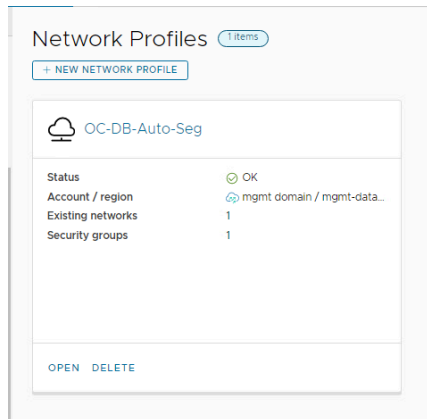 Network Profiles 1 items
+ NEW NETWORK PROFILE
OC-DB-Auto-Seg
Status OK
Account / region mgmt domain / mgmt-data...
Existing networks 1
Security groups 1
OPEN DELETE